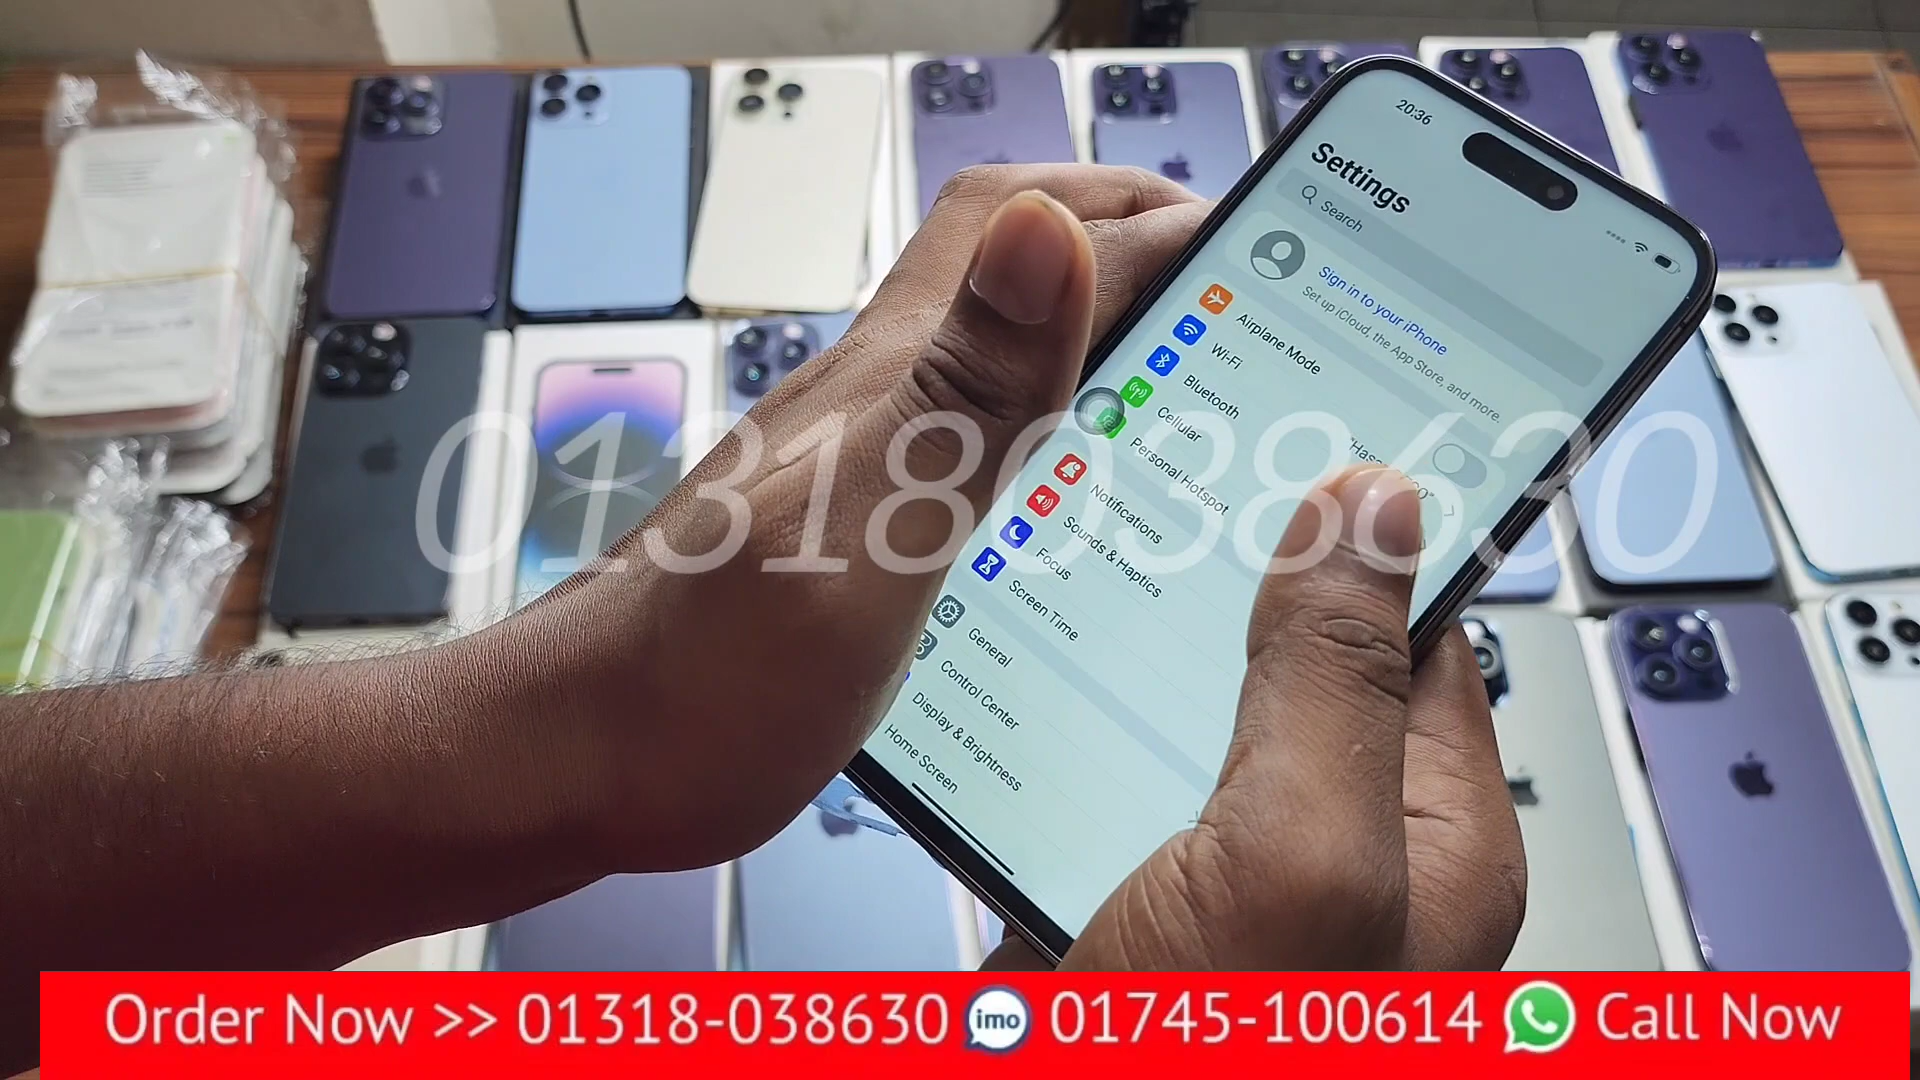 20:36
Settings
Search
Sign in to your iPhone
Set up iCloud, the App Store, and more.
Airplane Mode
Wi-Fi
Bluetooth
Cellular
Personal Hotspot
Notifications
Sounds & Haptics
Focus
Screen Time
General
Control Center
Display & Brightness
Home Screen
01318038630
Order Now >> 01318-038630 imo 01745-100614 Call Now